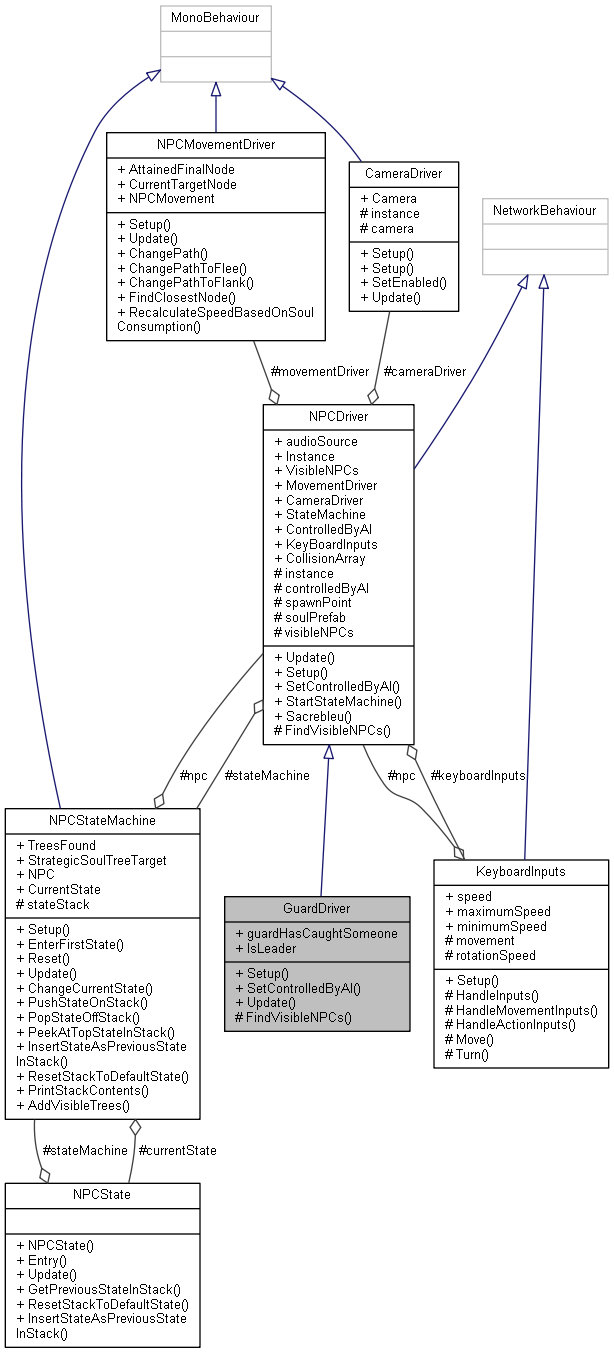 MonoBehaviour
NPCMovementDriver
+ AttainedFinalNode
+ CurrentTargetNode
+ NPCMovement
+ Setup()
+ Update()
+ ChangePath()
+ ChangePathToFlee()
+ ChangePathToFlank()
+ FindClosestNode()
+ RecalculateSpeedBasedOnSoul
Consumption()
CameraDriver
+ Camera
# instance
# camera
+ Setup()
+ Setup()
+ SetEnabled()
+ Update()
NetworkBehaviour
#movementDriver
#cameraDriver
NPCDriver
+ audioSource
+ Instance
+ VisibleNPCs
+ MovementDriver
+ CameraDriver
+ StateMachine
+ ControlledByAI
+ KeyBoardInputs
+ CollisionArray
# instance
# controlledByAI
# spawnPoint
# soulPrefab
# visibleNPCs
+ Update()
+ Setup()
+ SetControlledByAI()
+ StartStateMachine()
+ Sacrebleu()
# FindVisibleNPCs()
#npc
#stateMachine
#npc
#keyboardInputs
NPCStateMachine
+ TreesFound
+ StrategicSoulTreeTarget
+ NPC
+ CurrentState
# stateStack
+ Setup()
+ EnterFirstState()
+ Reset()
+ Update()
+ ChangeCurrentState()
+ PushStateOnStack()
+ PopStateOffStack()
+ PeekAtTopStateInStack()
+ InsertStateAsPreviousState
InStack()
+ ResetStackToDefaultState()
+ PrintStackContents()
+ AddVisibleTrees()
GuardDriver
+ guardHasCaughtSomeone
+ IsLeader
+ Setup()
+ SetControlledByAI()
+ Update()
# FindVisibleNPCs()
KeyboardInputs
+ speed
+ maximumSpeed
+ minimumSpeed
# movement
# rotationSpeed
+ Setup()
# HandleInputs()
# HandleMovementInputs()
# HandleActionInputs()
# Move()
# Turn()
#stateMachine
#currentState
NPCState
+ NPCState()
+ Entry()
+ Update()
+ GetPreviousStateInStack()
+ ResetStackToDefaultState()
+ InsertStateAsPreviousState
InStack()